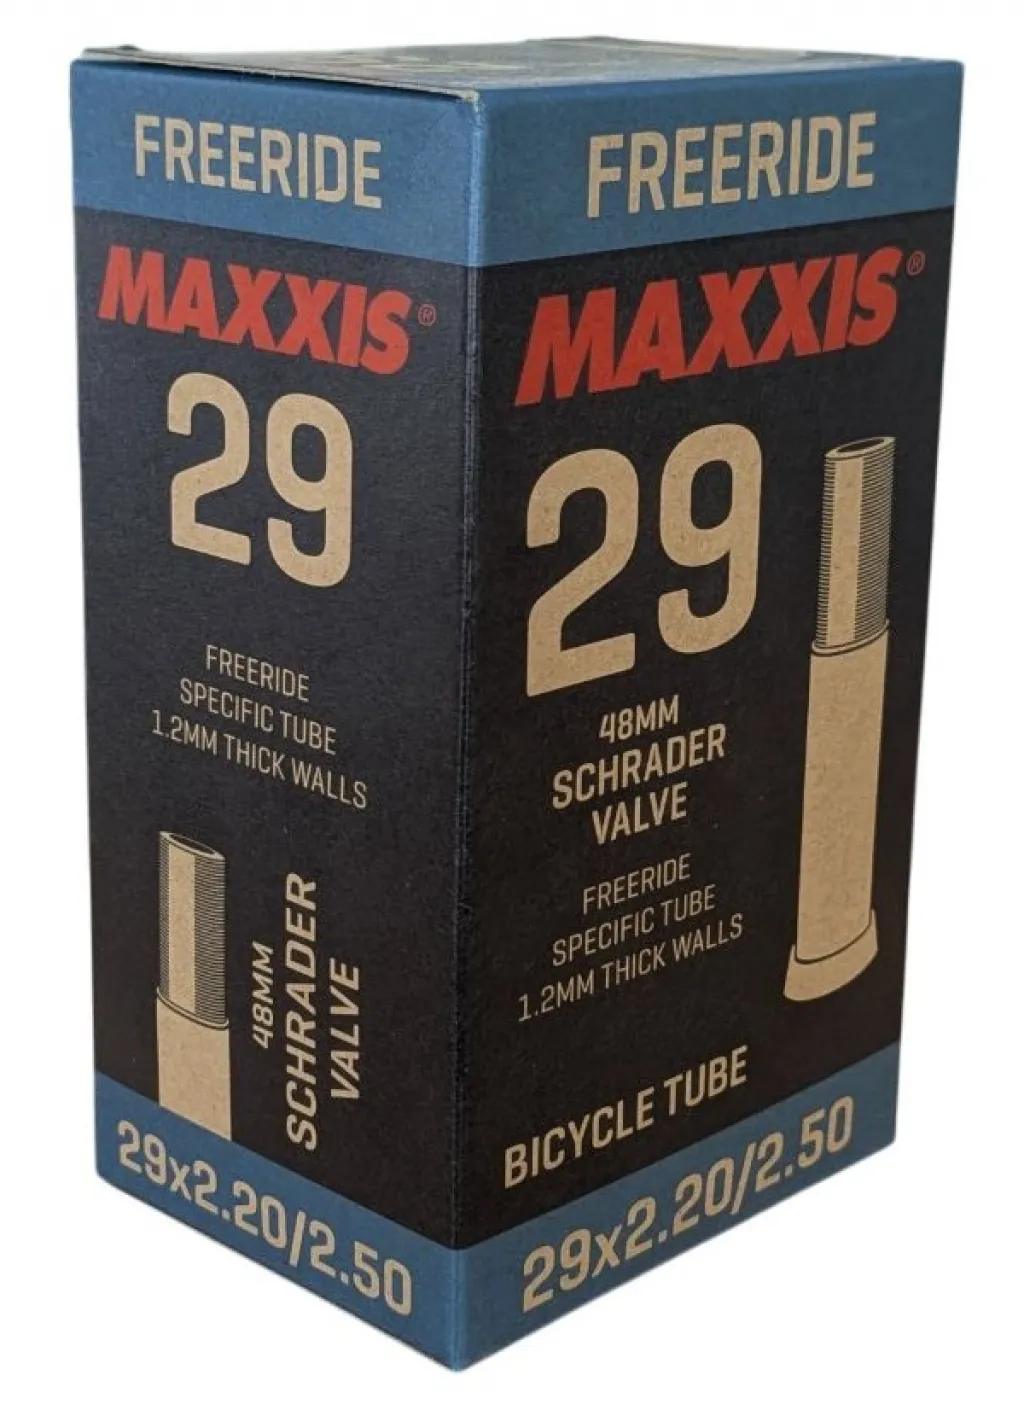 FREERIDE
MAXXIS®
29
FREERIDE
SPECIFIC TUBE
1.2MM THICK WALLS
48MM
SCHRADER
VALVE
29x2.20/2.50
FREERIDE
MAXXIS®
29
48MM
SCHRADER
VALVE
FREERIDE
SPECIFIC TUBE
1.2MM THICK WALLS
BICYCLE TUBE
29x2.20/2.50